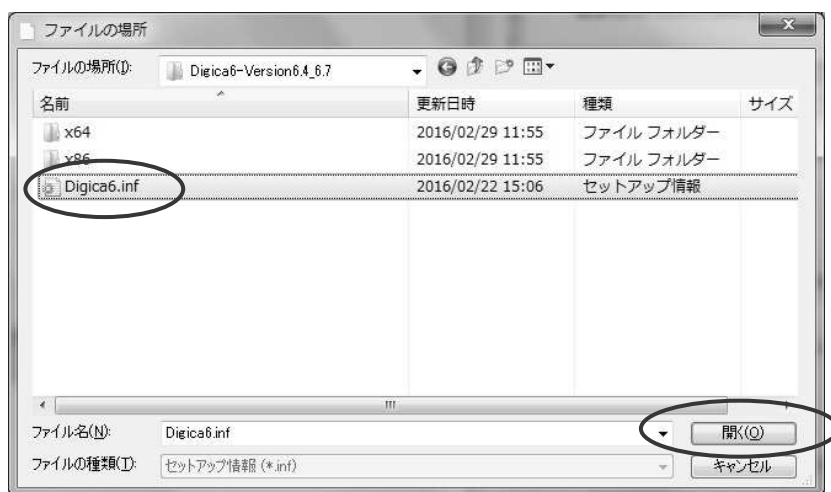 ファイルの場所
ファイルの場所(I):
Digica6-Version6.4_6.7
名前 更新日時 種類 サイズ
x64 2016/02/29 11:55 ファイル フォルダー
x86 2016/02/29 11:55 ファイル フォルダー
Digica6.inf 2016/02/22 15:06 セットアップ情報
ファイル名(N): Digica6.inf 開く(O)
ファイルの種類(T): セットアップ情報 (*.inf) キャンセル